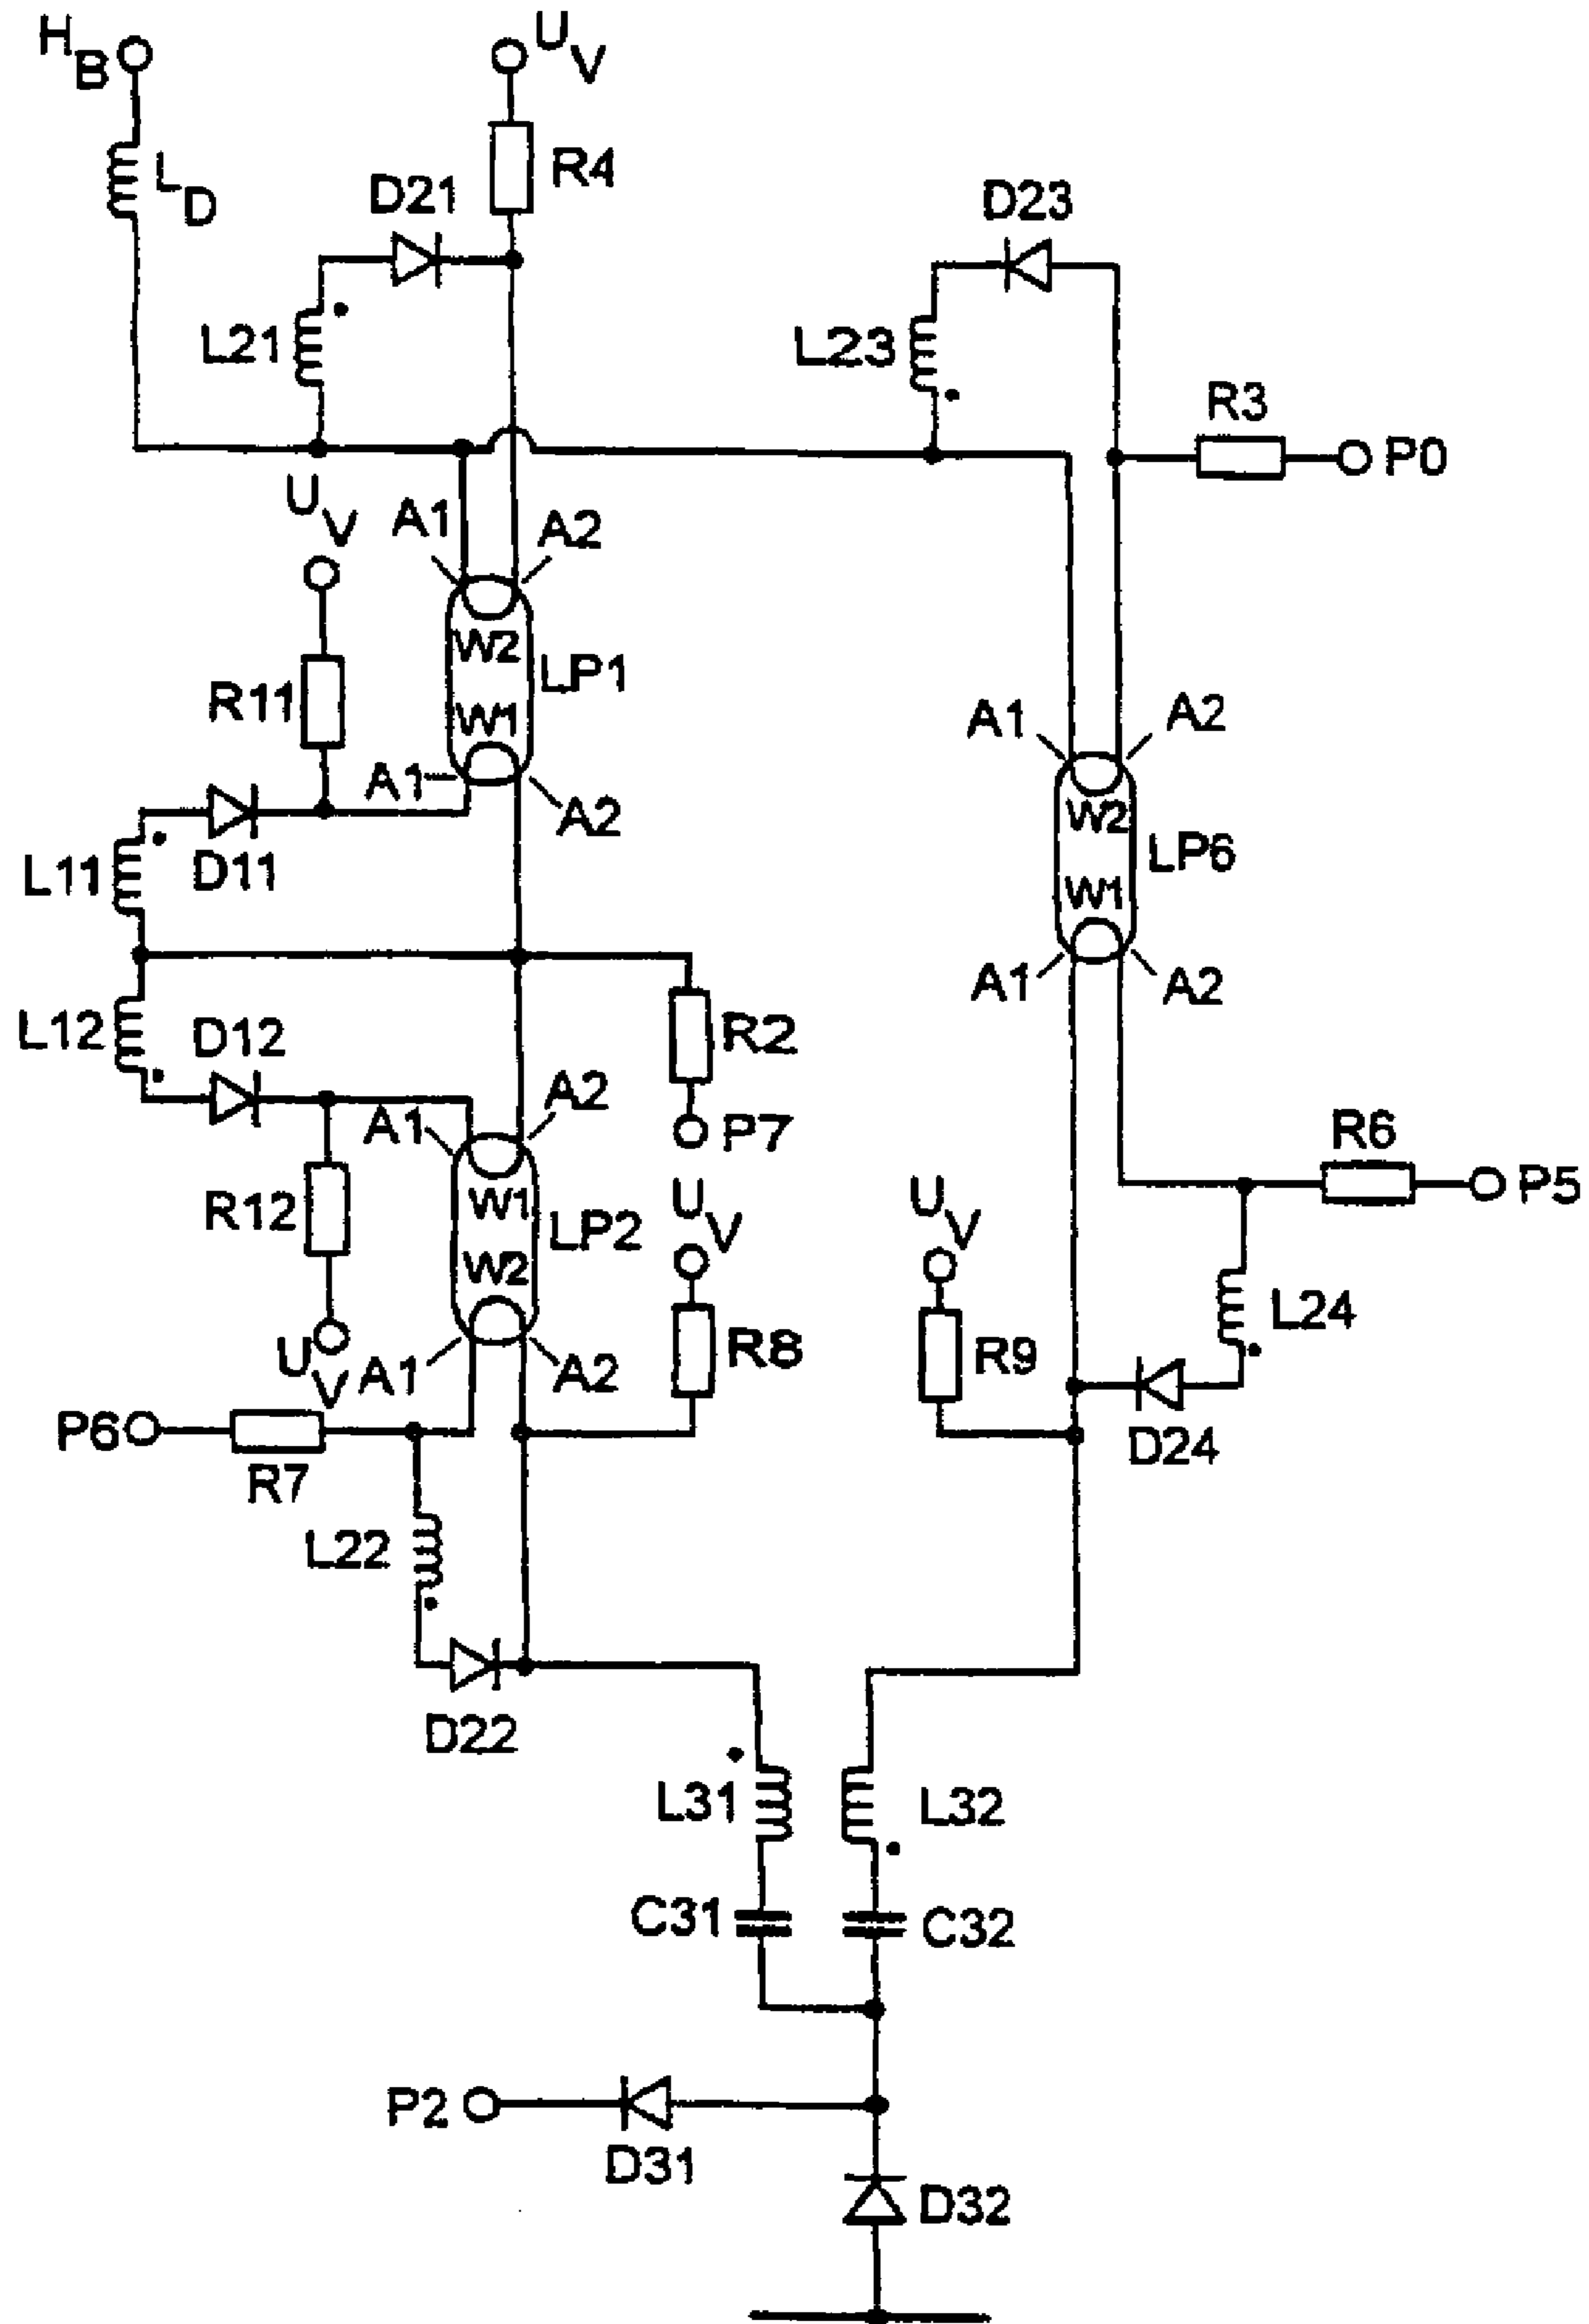 HB
UV
LD
R4
D21
D23
L21
L23
R3
P0
UV
A1
A2
W2
LP1
R11
W1
A1
A2
A1
A2
W2
LP6
W1
D11
L11
A1
A2
L12
D12
R2
A1
A2
P7
R6
P5
W1
LP2
R12
UV
UV
W2
R8
R9
L24
UV
A1
A2
P6
R7
D24
L22
D22
L31
L32
C31
C32
P2
D31
D32